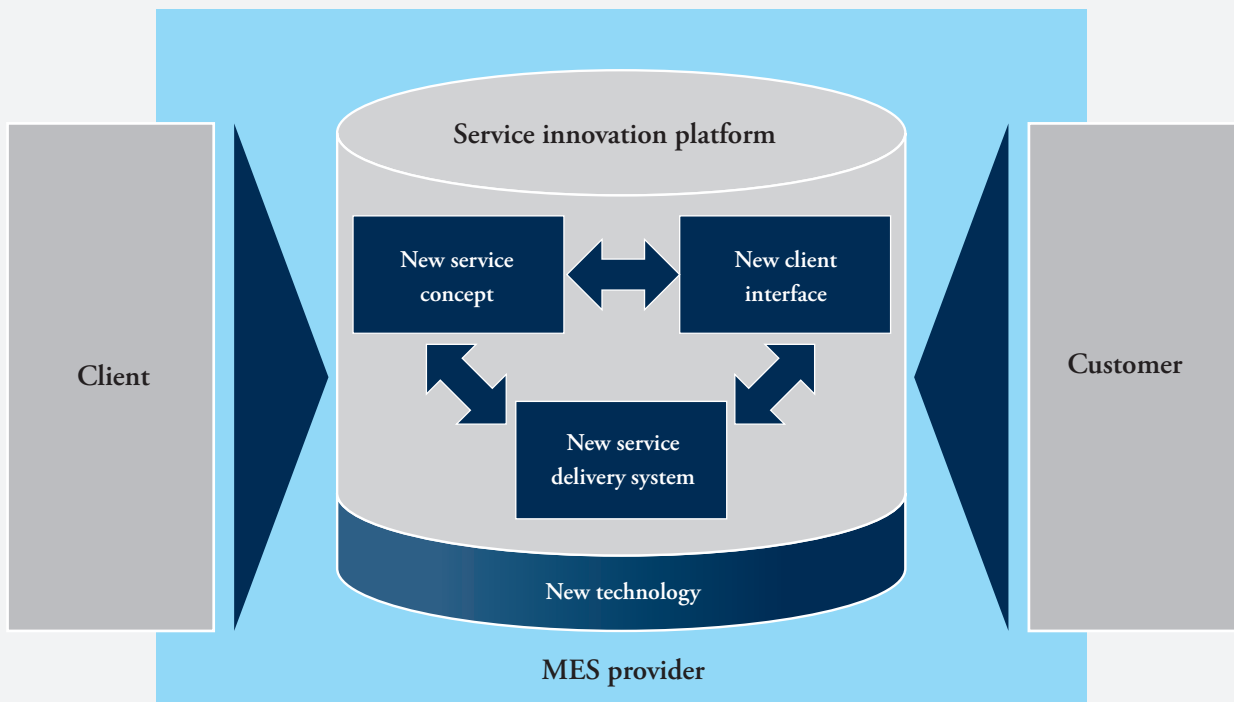 Service innovation platform
New service
concept
New client
interface
Client
Customer
New service
delivery system
New technology
MES provider